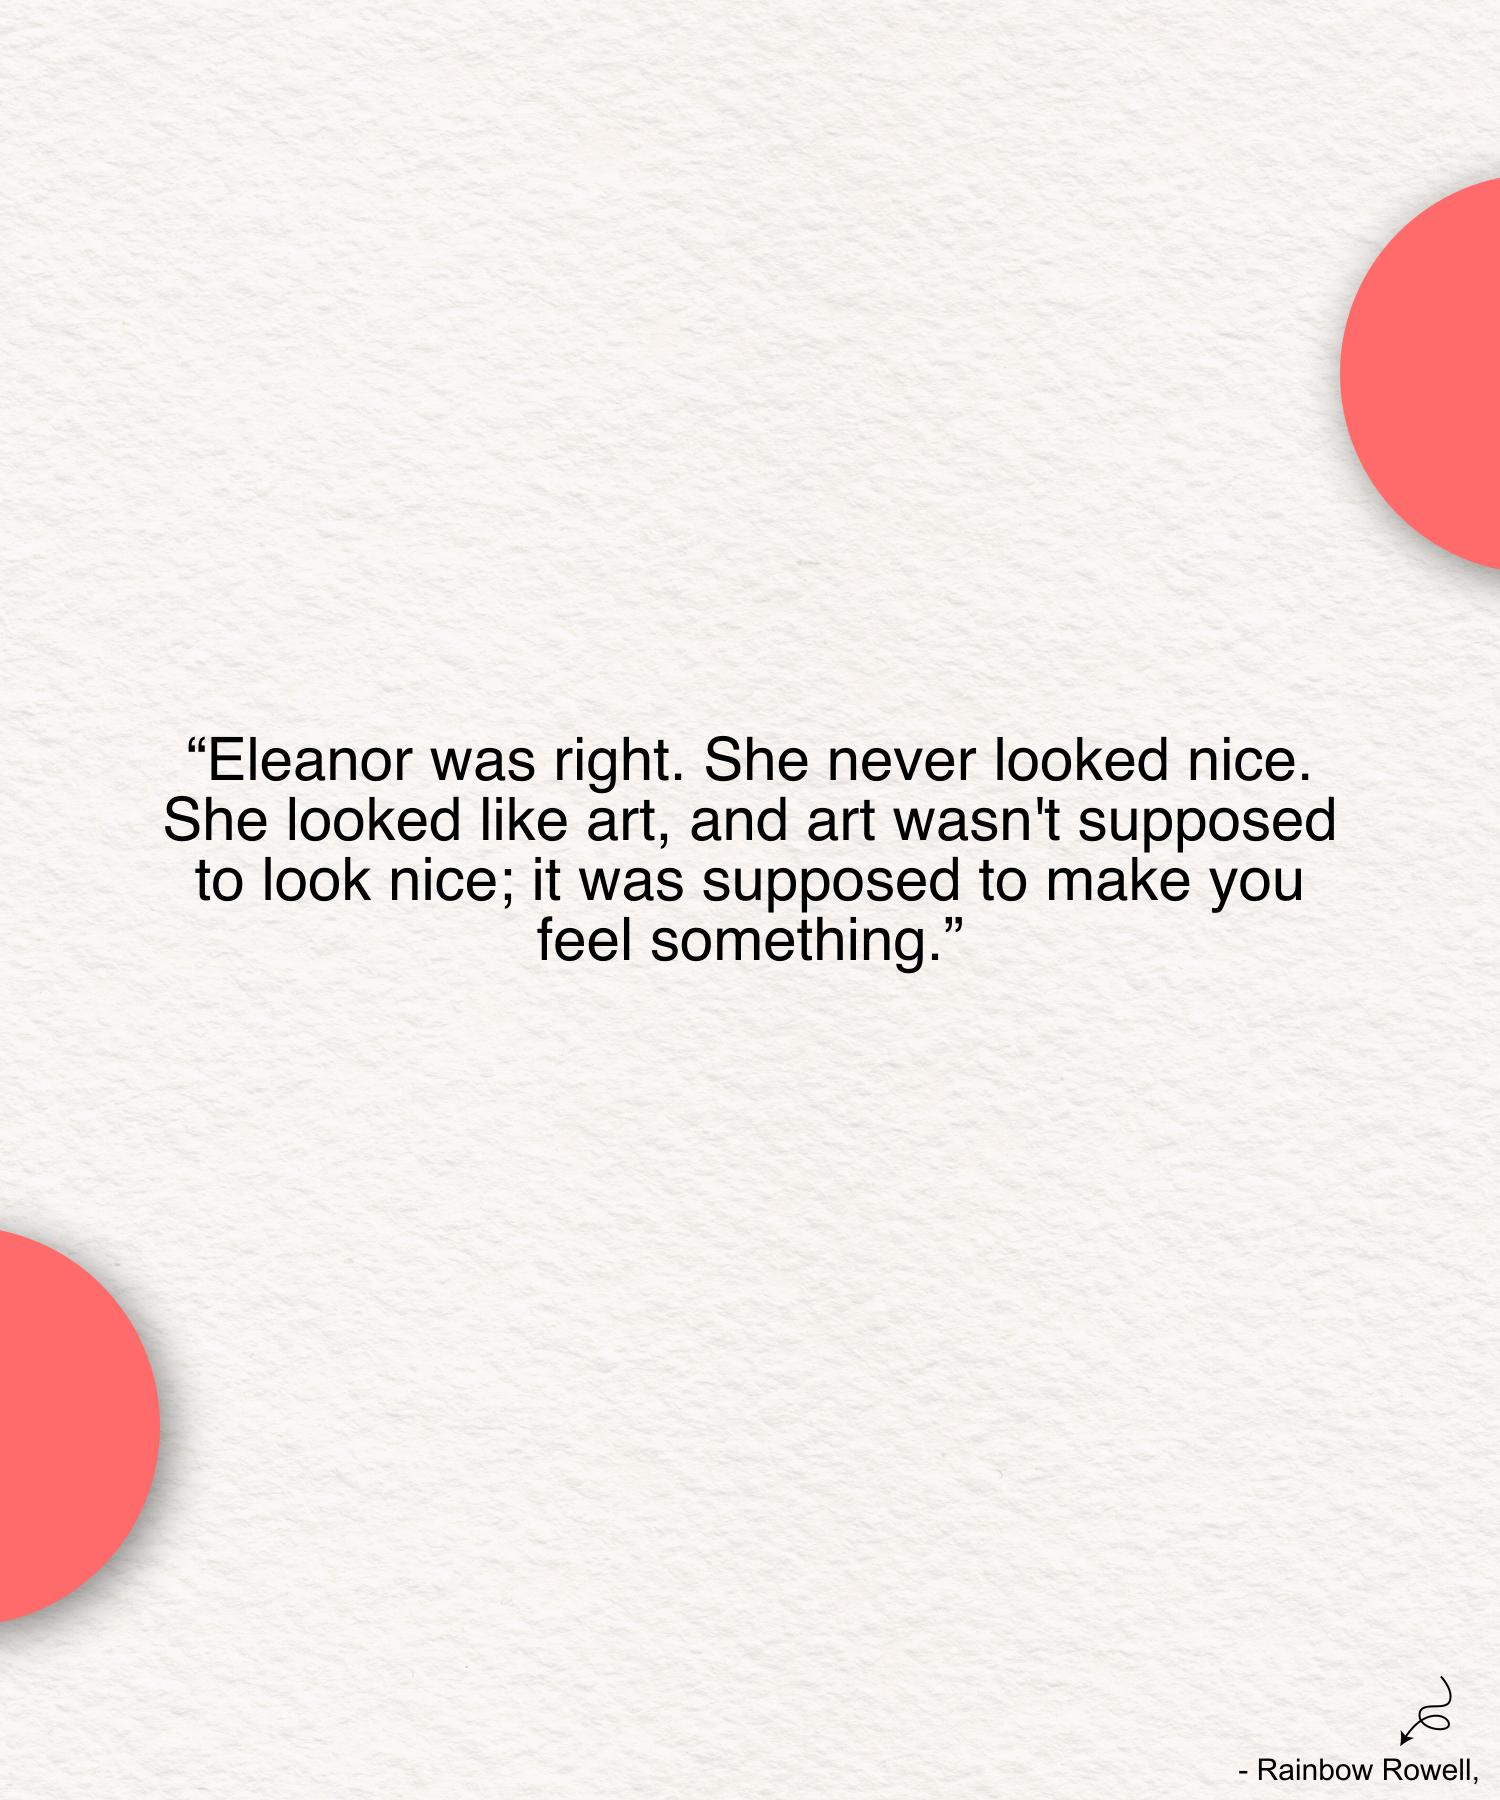 “Eleanor was right. She never looked nice.
She looked like art, and art wasn't supposed
to look nice; it was supposed to make you
feel something.”
- Rainbow Rowell,